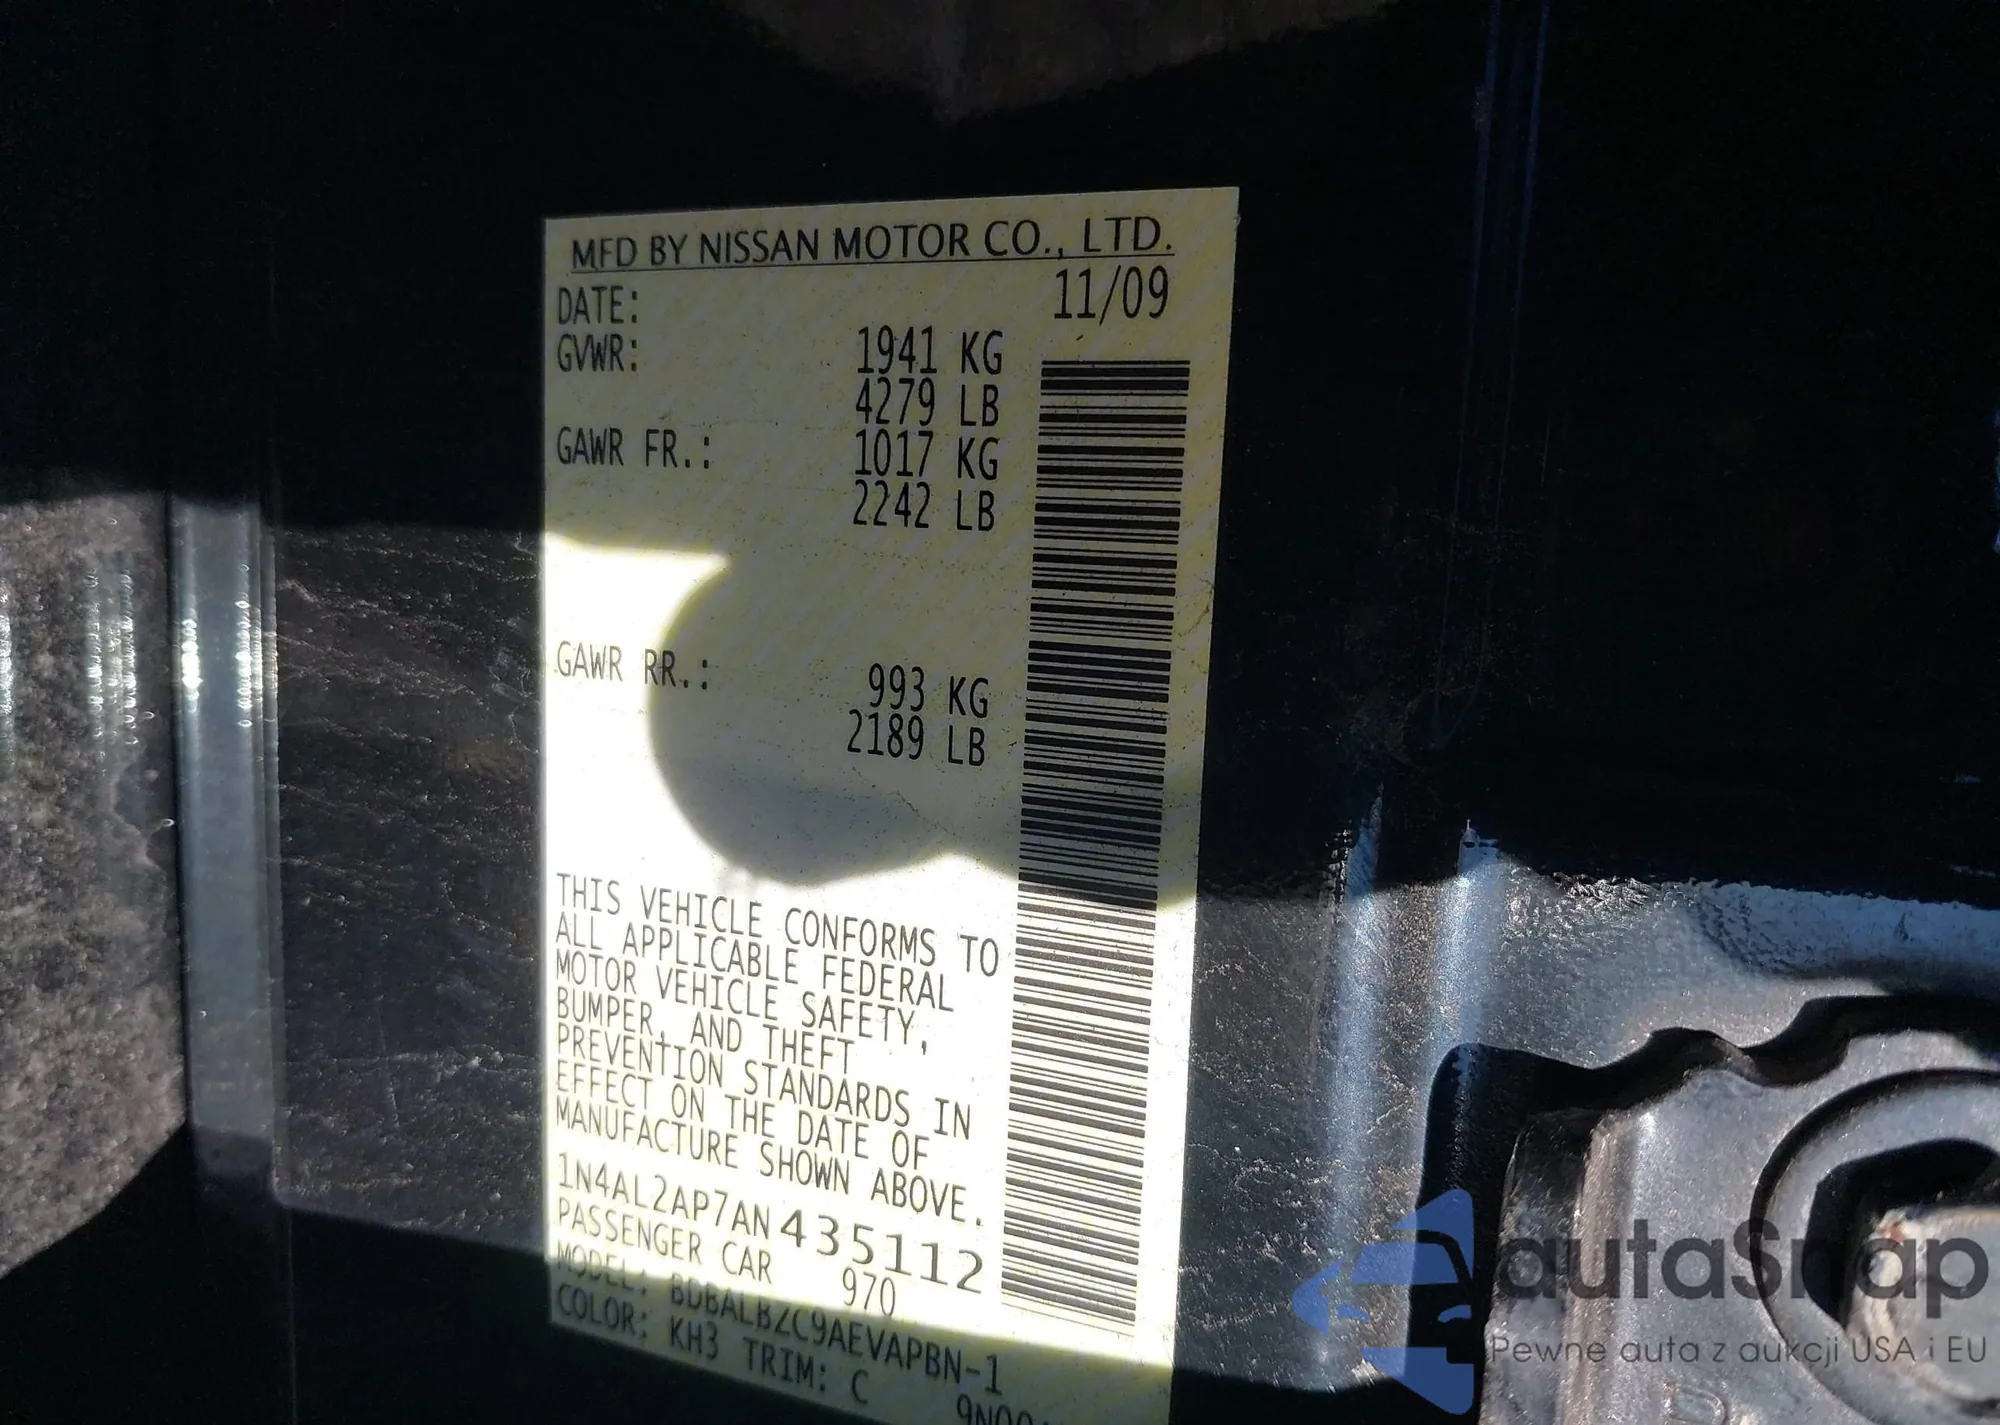 MFD BY NISSAN MOTOR CO., LTD.
DATE: 11/09
GVWR: 1941 KG
4279 LB
GAWR FR.: 1017 KG
2242 LB
GAWR RR.: 993 KG
2189 LB
THIS VEHICLE CONFORMS TO
ALL APPLICABLE FEDERAL
MOTOR VEHICLE SAFETY,
BUMPER, AND THEFT
PREVENTION STANDARDS IN
EFFECT ON THE DATE OF
MANUFACTURE SHOWN ABOVE.
1N4AL2AP7AN435112
PASSENGER CAR 970
MODEL: BDBALBZC9AEVAPBN-1
COLOR: KH3 TRIM: C
autaSnap
Pewne auta z aukcji USA i EU